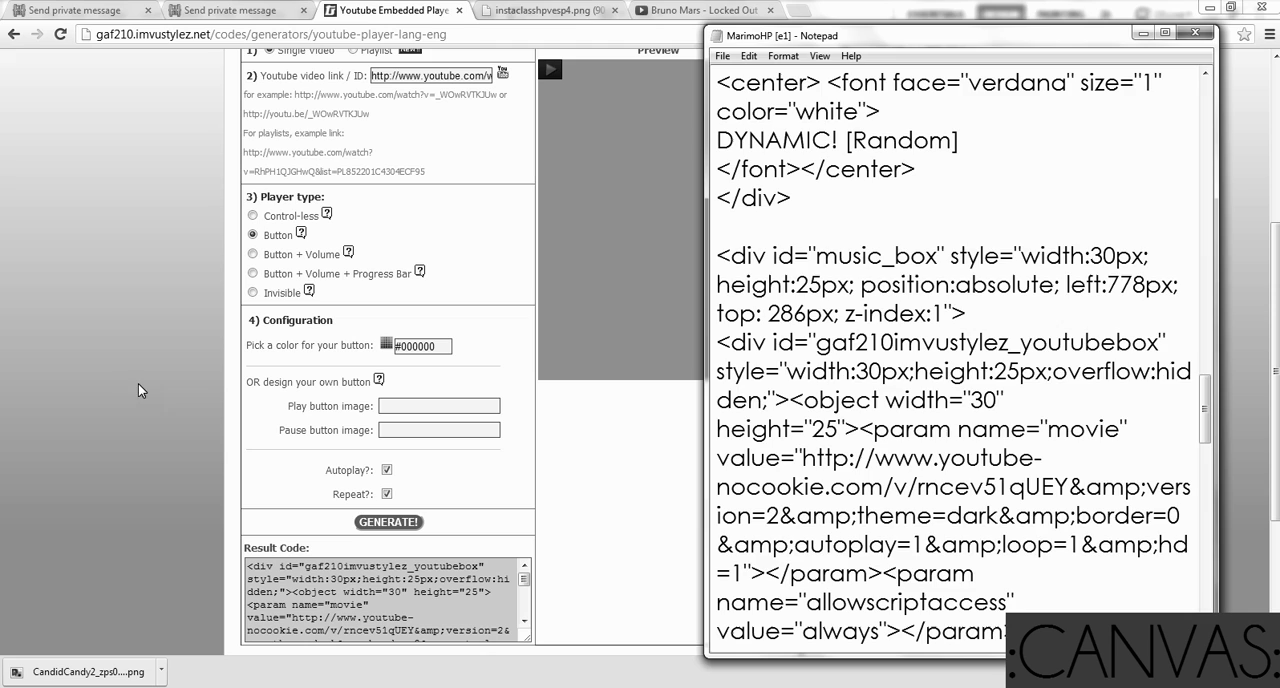 Send private message
Send private message
Youtube Embedded Playe
instaclasshpvesp4.png (90
Bruno Mars - Locked Out
gaf210.imvustylez.net/codes/generators/youtube-player-lang-eng
1) Single Video Playlist
Preview
2) Youtube video link / ID: http://www.youtube.com/w
for example: http://www.youtube.com/watch?v=_WOwRVTKJUw or
http://youtu.be/_WOwRVTKJUw
For playlists, example link:
http://www.youtube.com/watch?
v=RhPH1QJGHwQ&list=PL852201C4304ECF95
3) Player type:
Control-less
Button
Button + Volume
Button + Volume + Progress Bar
Invisible
4) Configuration
Pick a color for your button: #000000
OR design your own button
Play button image:
Pause button image:
Autoplay?:
Repeat?:
GENERATE!
Result Code:
<div id="gaf210imvustylez_youtubebox"
style="width:30px;height:25px;overflow:hi
dden;"><object width="30" height="25">
<param name="movie"
value="http://www.youtube-
nocookie.com/v/rncev51qUEY&amp;version=2&
CandidCandy2_zps0....png
MarimoHP [e1] - Notepad
File Edit Format View Help
<center> <font face="verdana" size="1"
color="white">
DYNAMIC! [Random]
</font></center>
</div>
<div id="music_box" style="width:30px;
height:25px; position:absolute; left:778px;
top: 286px; z-index:1">
<div id="gaf210imvustylez_youtubebox"
style="width:30px;height:25px;overflow:hid
den;"><object width="30"
height="25"><param name="movie"
value="http://www.youtube-
nocookie.com/v/rncev51qUEY&amp;vers
ion=2&amp;theme=dark&amp;border=0
&amp;autoplay=1&amp;loop=1&amp;hd
=1"></param><param
name="allowscriptaccess"
value="always"></param>
:CANVAS: